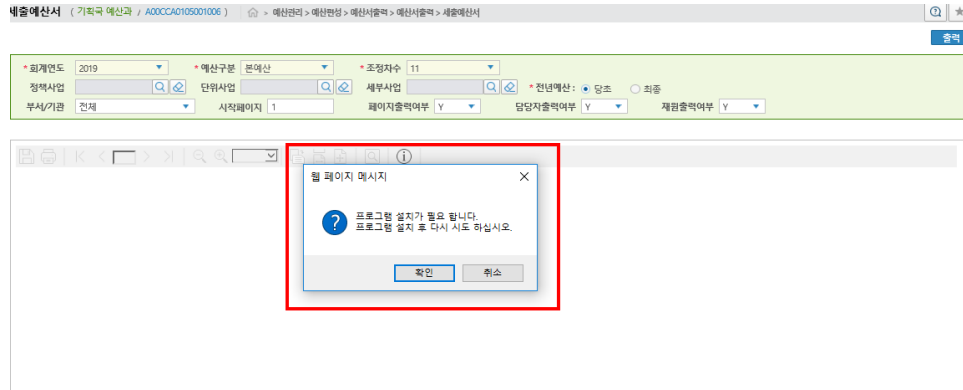 세출예산서 ( 기획국 예산과 / A00CCA0105001006 ) > 예산관리 > 예산편성 > 예산서출력 > 예산서출력 > 세출예산서
출력
* 회계연도 2019 * 예산구분 본예산 * 조정차수 11
정책사업 단위사업 세부사업 * 전년예산 : 당초 최종
부서/기관 전체 시작페이지 1 페이지출력여부 Y 담당자출력여부 Y 재원출력여부 Y
웹 페이지 메시지
프로그램 설치가 필요 합니다.
프로그램 설치 후 다시 시도 하십시오.
확인 취소